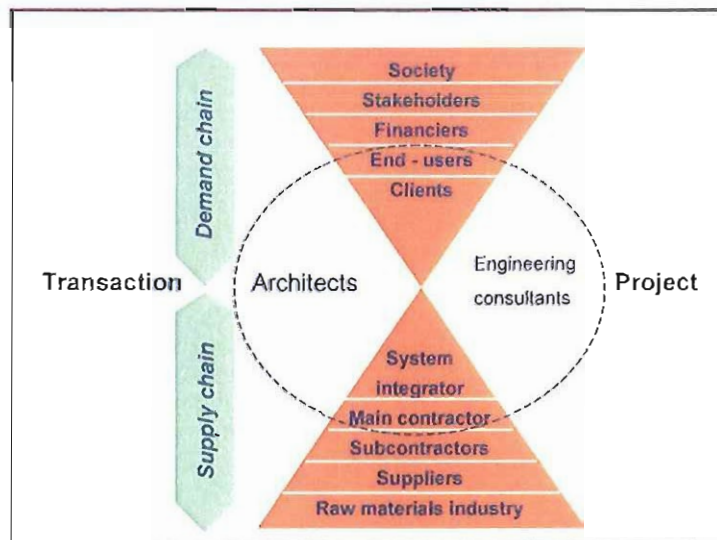 Demand chain
Society
Stakeholders
Financiers
End - users
Clients
Transaction
Architects
Engineering
consultants
Project
Supply chain
System
integrator
Main contractor
Subcontractors
Suppliers
Raw materials industry